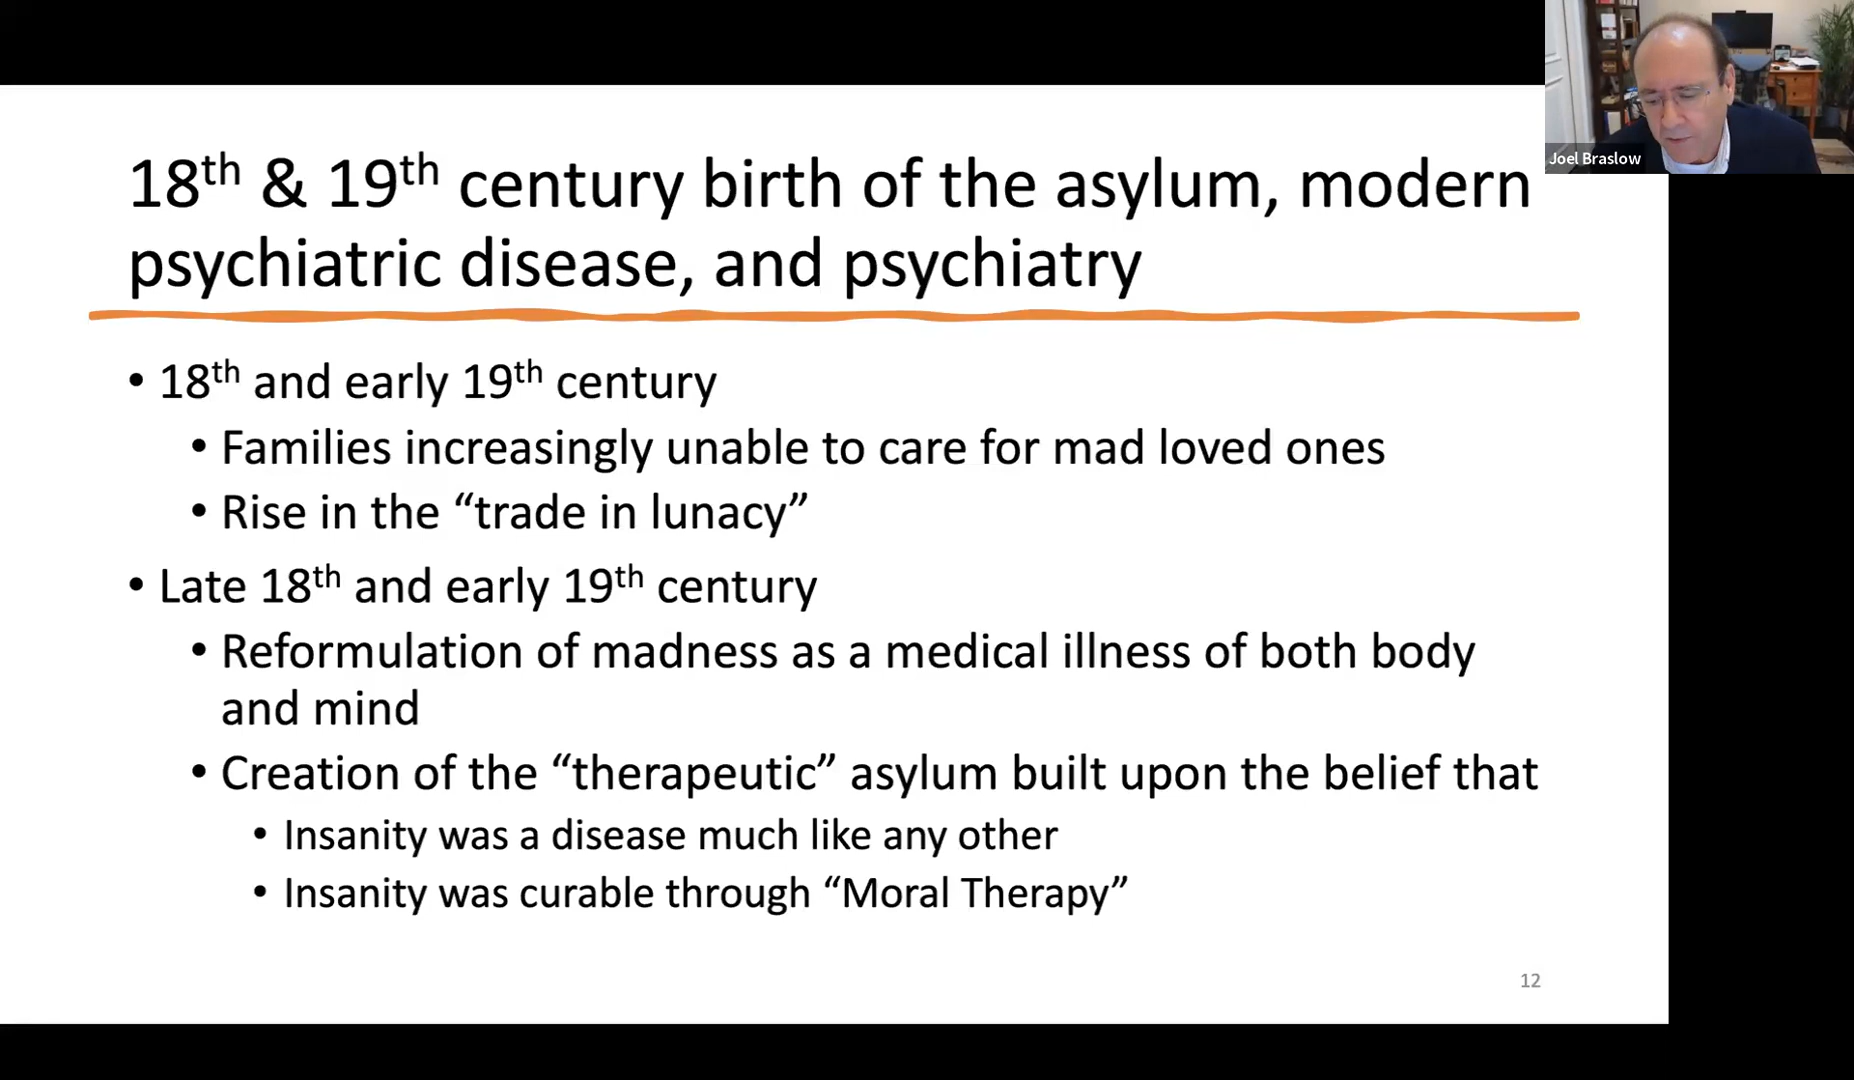 Joel Braslow
18th & 19th century birth of the asylum, modern
psychiatric disease, and psychiatry
• 18th and early 19th century
• Families increasingly unable to care for mad loved ones
• Rise in the “trade in lunacy”
• Late 18th and early 19th century
• Reformulation of madness as a medical illness of both body
and mind
• Creation of the “therapeutic” asylum built upon the belief that
• Insanity was a disease much like any other
• Insanity was curable through “Moral Therapy”
12